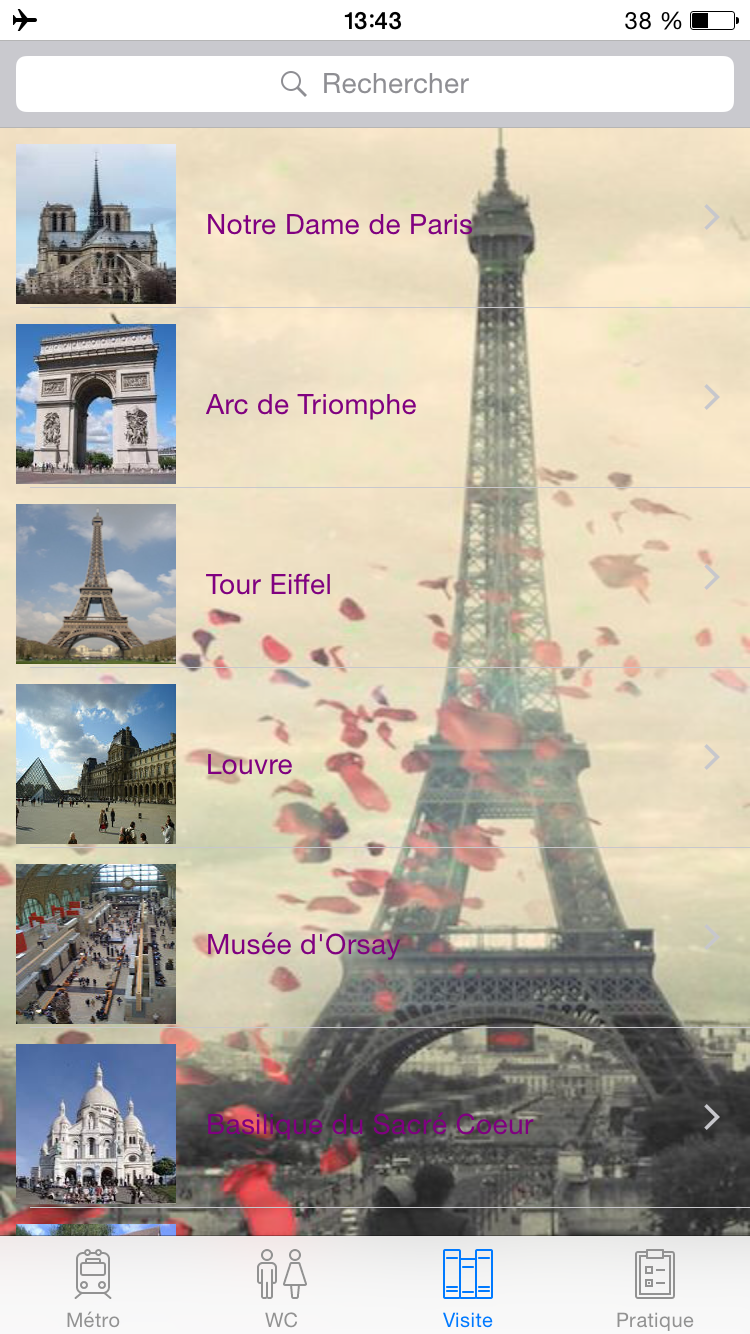 13:43
38 %
Rechercher
Notre Dame de Paris
Arc de Triomphe
Tour Eiffel
Louvre
Musée d'Orsay
Basilique du Sacré Coeur
Métro
WC
Visite
Pratique